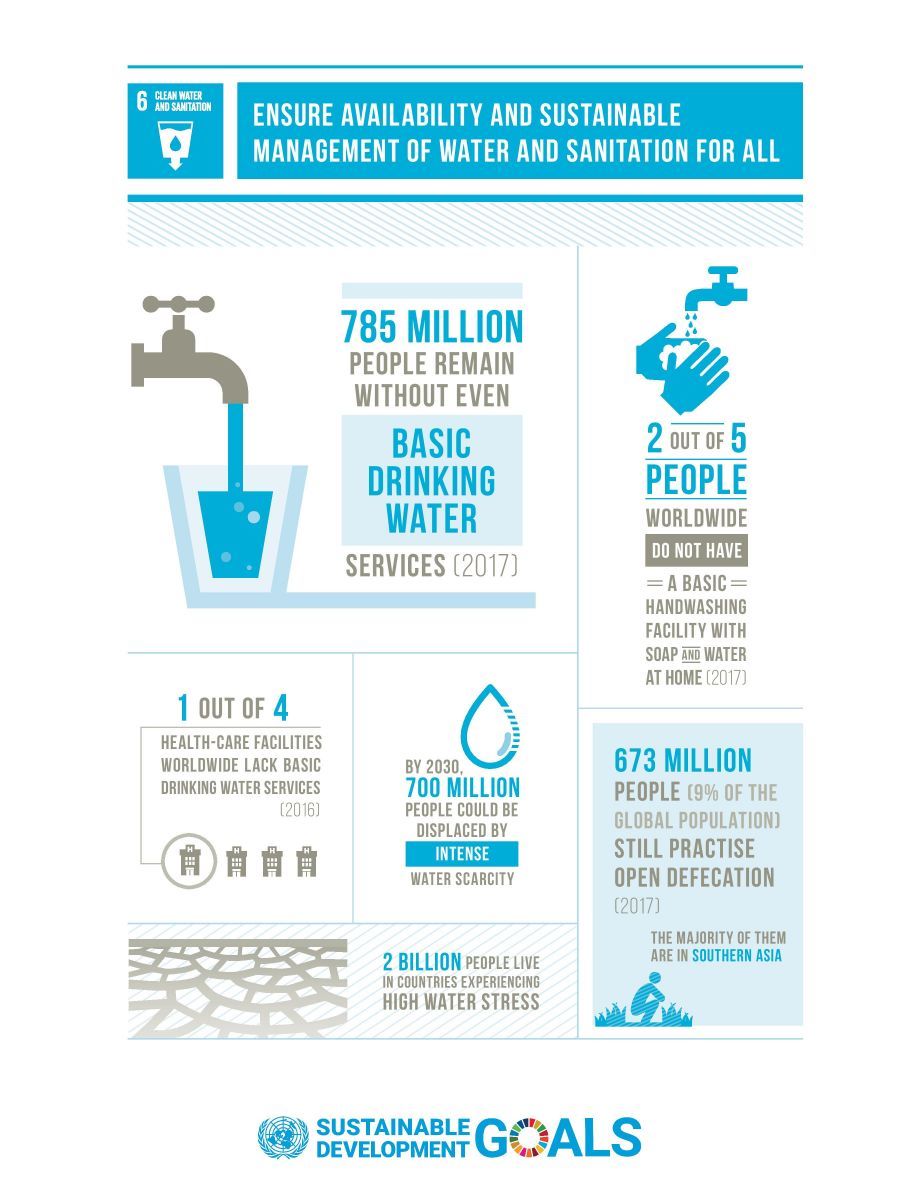 6 CLEAN WATER
AND SANITATION
ENSURE AVAILABILITY AND SUSTAINABLE
MANAGEMENT OF WATER AND SANITATION FOR ALL
785 MILLION
PEOPLE REMAIN
WITHOUT EVEN
BASIC
DRINKING
WATER
SERVICES (2017)
2 OUT OF 5
PEOPLE
WORLDWIDE
DO NOT HAVE
A BASIC
HANDWASHING
FACILITY WITH
SOAP AND WATER
AT HOME (2017)
1 OUT OF 4
HEALTH-CARE FACILITIES
WORLDWIDE LACK BASIC
DRINKING WATER SERVICES
(2016)
H H H H
BY 2030,
700 MILLION
PEOPLE COULD BE
DISPLACED BY
INTENSE
WATER SCARCITY
673 MILLION
PEOPLE (9% OF THE
GLOBAL POPULATION)
STILL PRACTISE
OPEN DEFECATION
(2017)
THE MAJORITY OF THEM
ARE IN SOUTHERN ASIA
2 BILLION PEOPLE LIVE
IN COUNTRIES EXPERIENCING
HIGH WATER STRESS
SUSTAINABLE
DEVELOPMENT GOALS